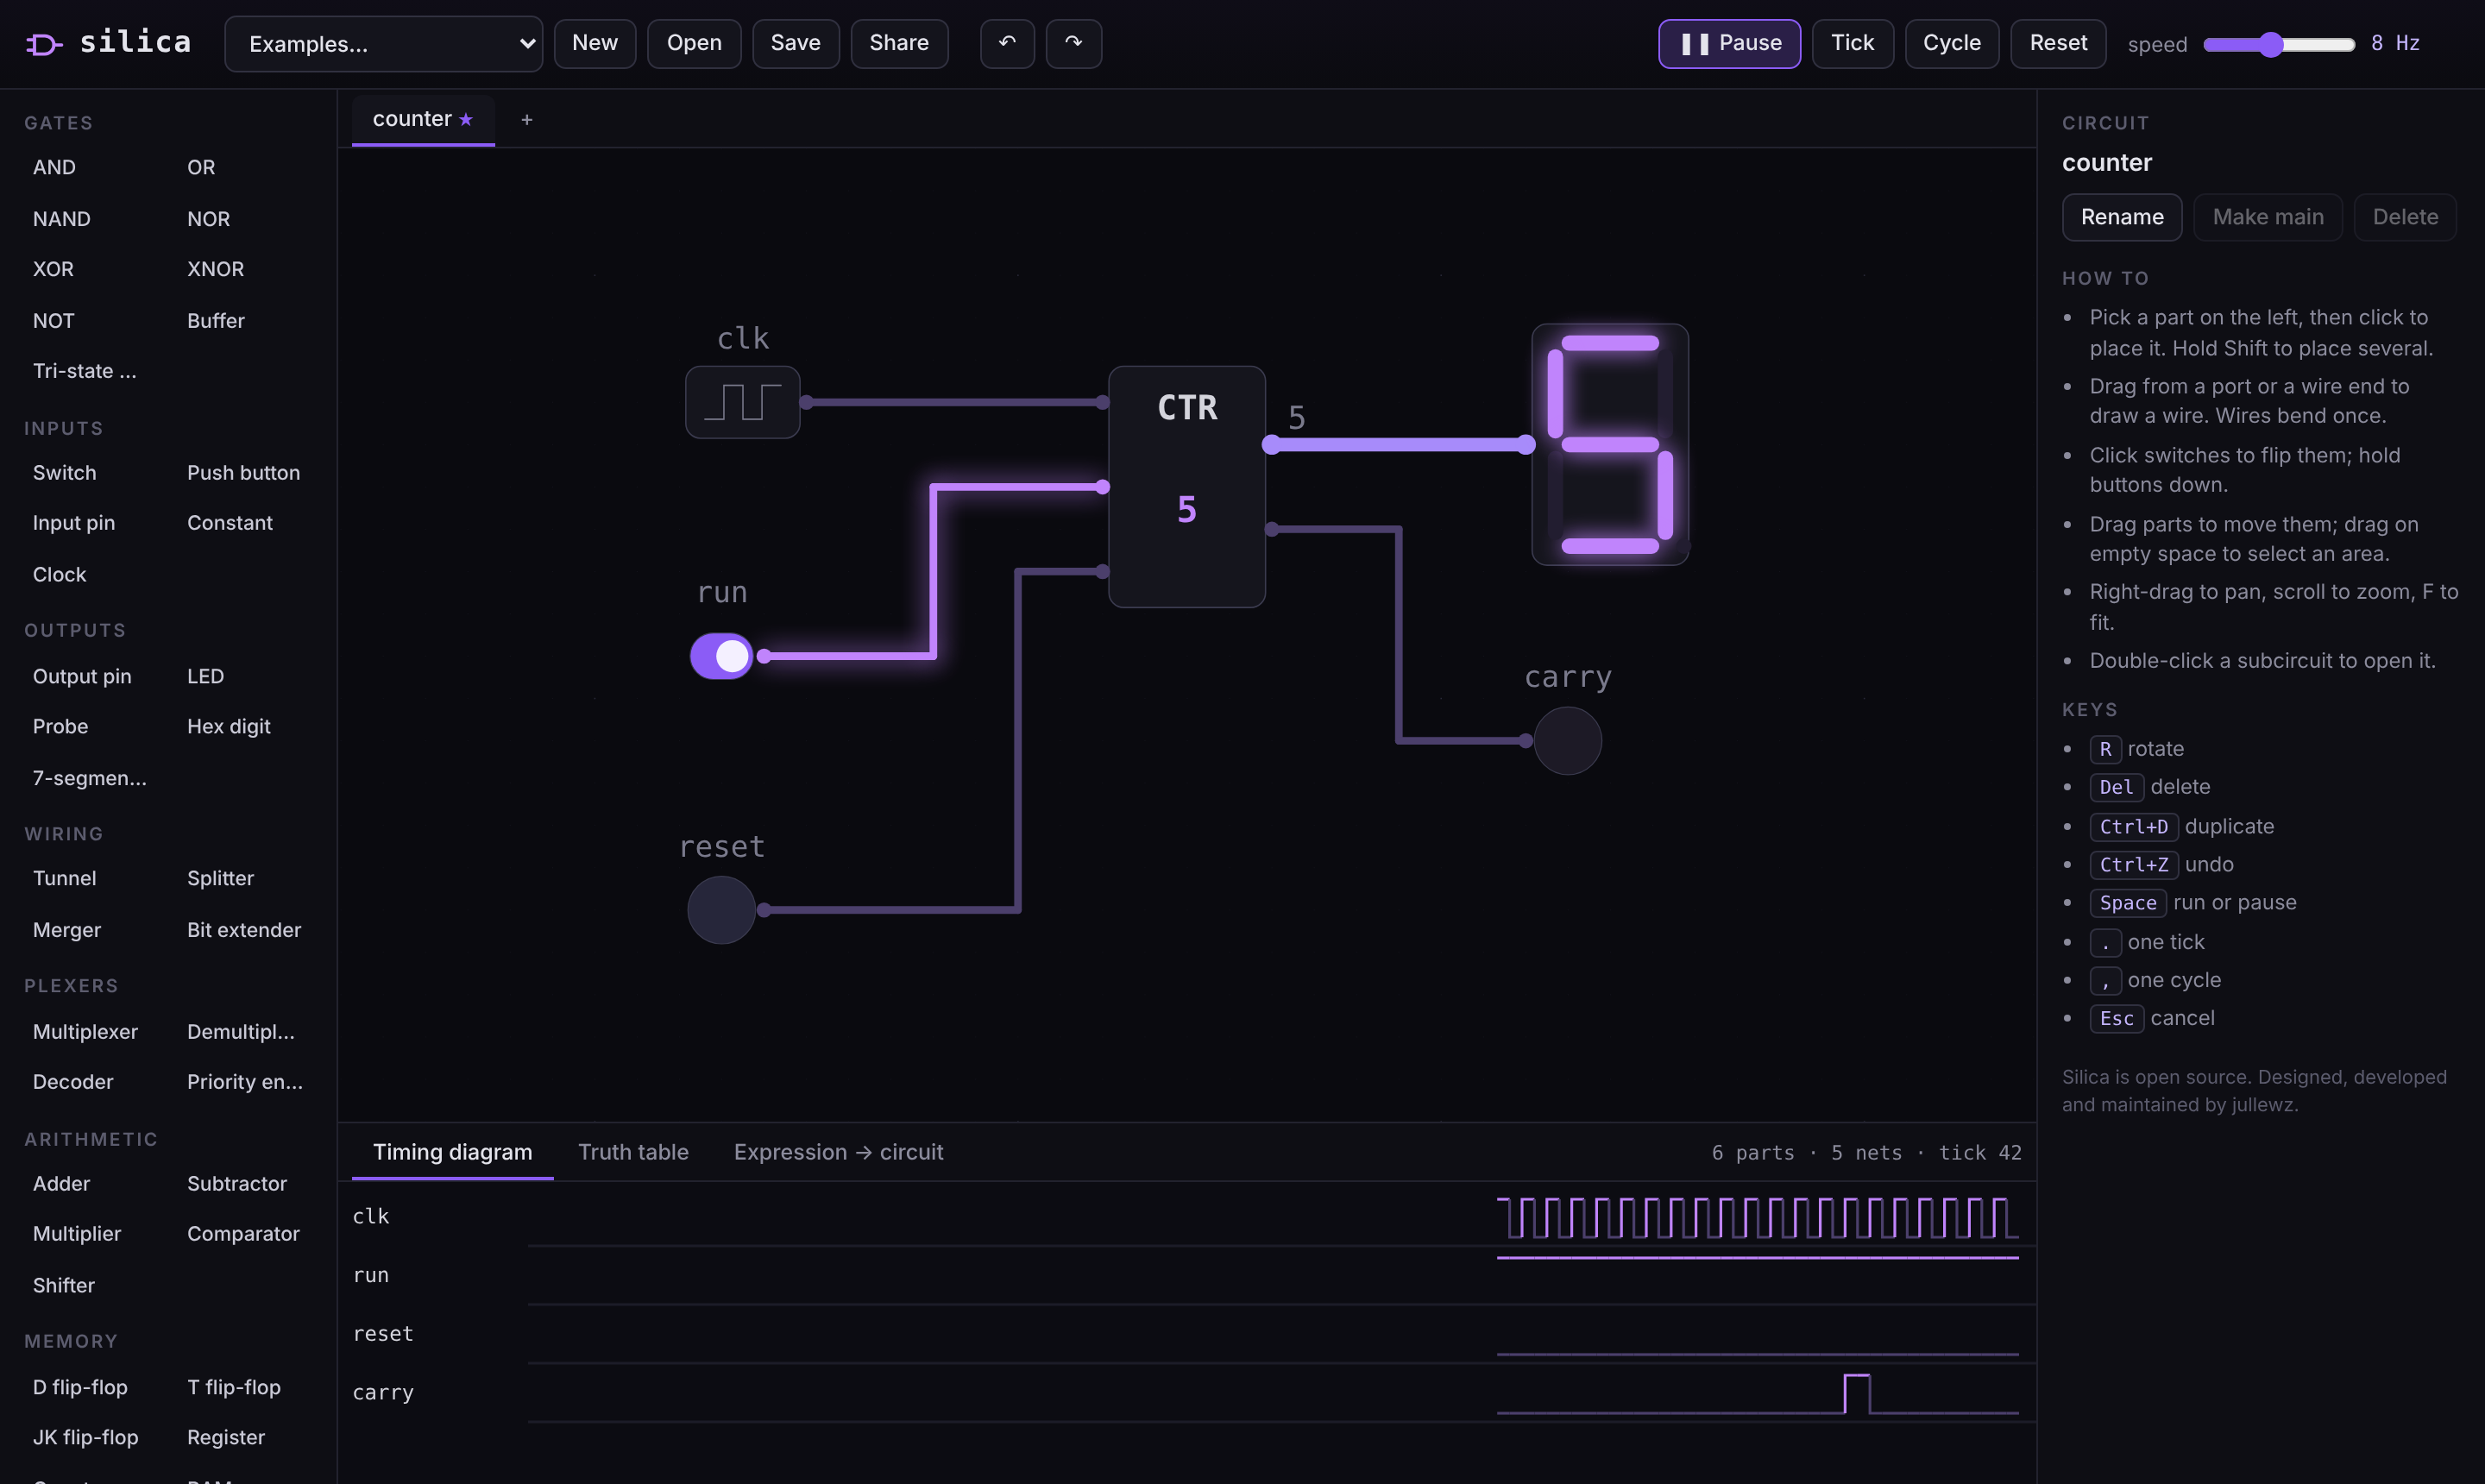 silica
Examples...
New
Open
Save
Share
↶
↷
❚❚ Pause
Tick
Cycle
Reset
speed
8 Hz
GATES
AND
OR
NAND
NOR
XOR
XNOR
NOT
Buffer
Tri-state ...
INPUTS
Switch
Push button
Input pin
Constant
Clock
OUTPUTS
Output pin
LED
Probe
Hex digit
7-segmen...
WIRING
Tunnel
Splitter
Merger
Bit extender
PLEXERS
Multiplexer
Demultipl...
Decoder
Priority en...
ARITHMETIC
Adder
Subtractor
Multiplier
Comparator
Shifter
MEMORY
D flip-flop
T flip-flop
JK flip-flop
Register
counter ★
+
clk
CTR
5
5
5
run
carry
reset
Timing diagram
Truth table
Expression → circuit
6 parts · 5 nets · tick 42
clk
run
reset
carry
CIRCUIT
counter
Rename
Make main
Delete
HOW TO
• Pick a part on the left, then click to
place it. Hold Shift to place several.
• Drag from a port or a wire end to
draw a wire. Wires bend once.
• Click switches to flip them; hold
buttons down.
• Drag parts to move them; drag on
empty space to select an area.
• Right-drag to pan, scroll to zoom, F to
fit.
• Double-click a subcircuit to open it.
KEYS
• R rotate
• Del delete
• Ctrl+D duplicate
• Ctrl+Z undo
• Space run or pause
• . one tick
• , one cycle
• Esc cancel
Silica is open source. Designed, developed
and maintained by jullewz.